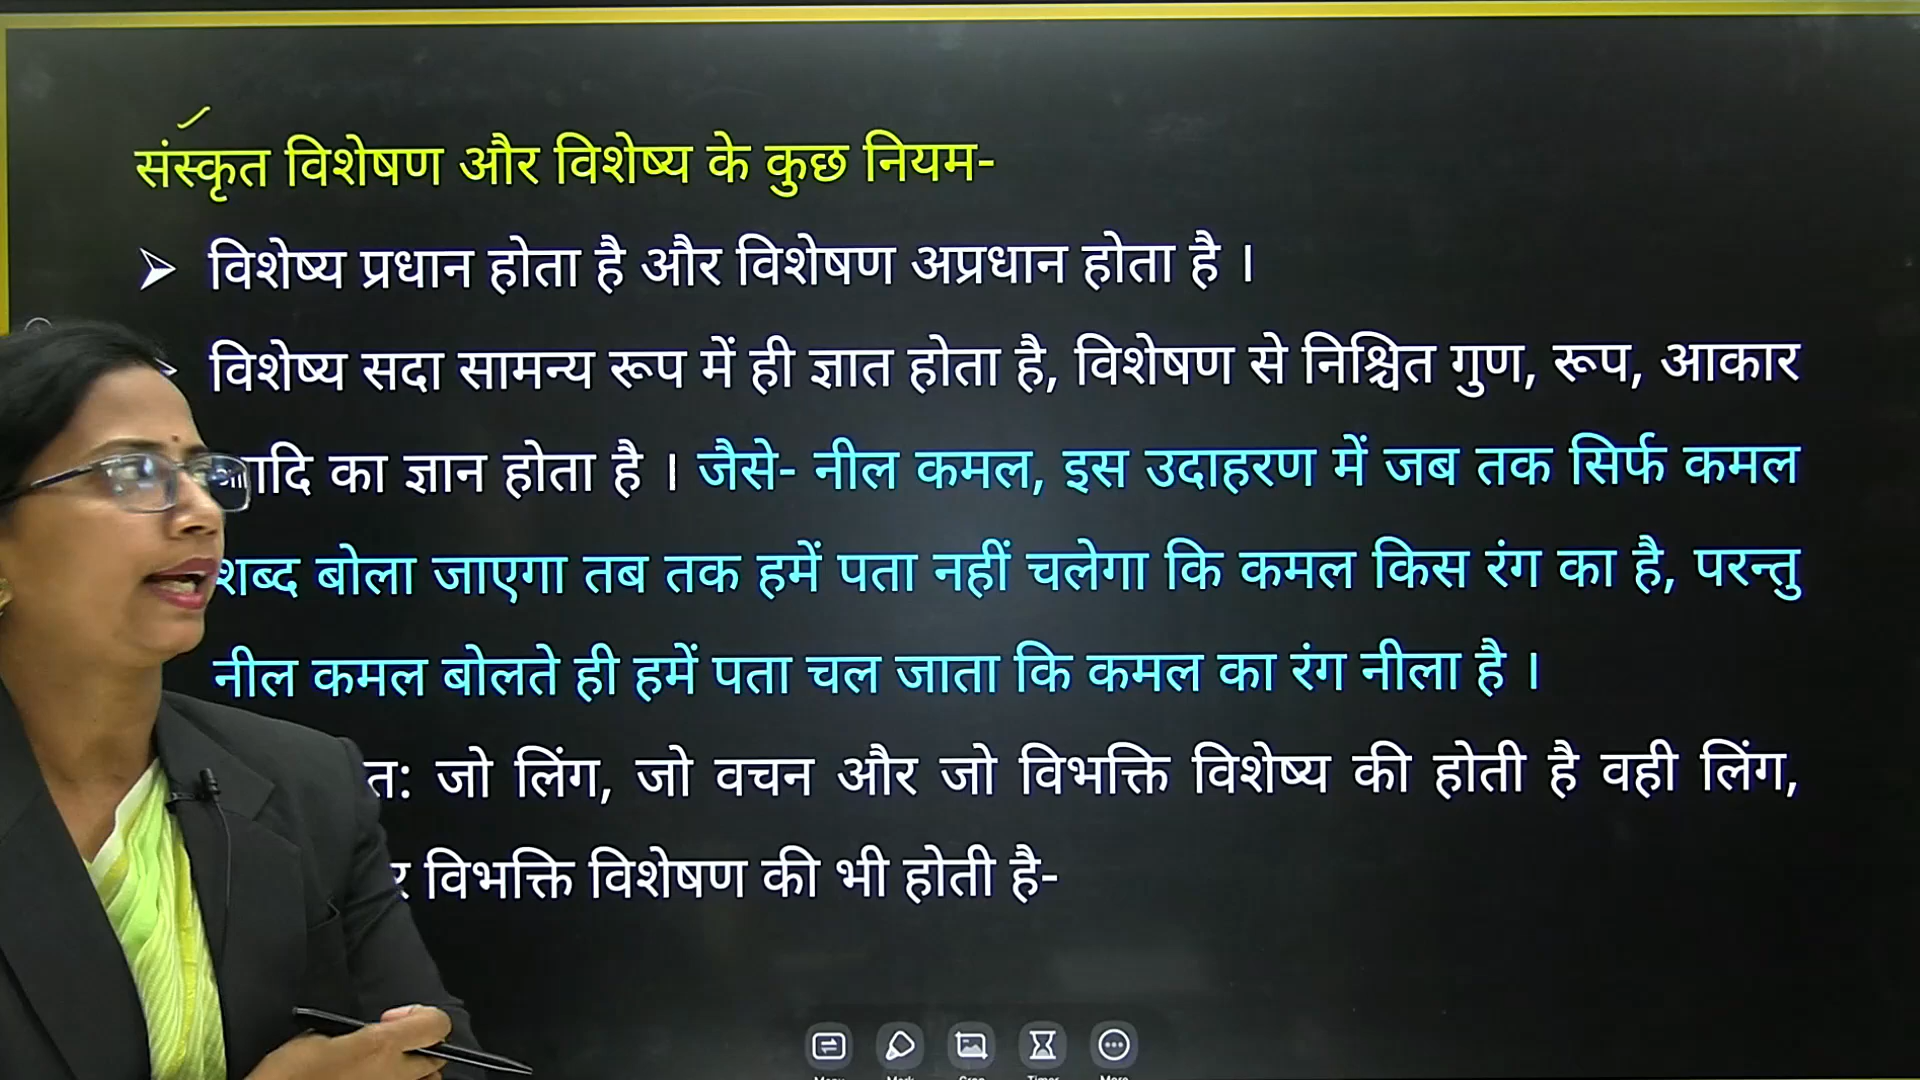 संस्कृत विशेषण और विशेष्य के कुछ नियम-
विशेष्य प्रधान होता है और विशेषण अप्रधान होता है ।
विशेष्य सदा सामन्य रूप में ही ज्ञात होता है, विशेषण से निश्चित गुण, रूप, आकार
का ज्ञान होता है । जैसे- नील कमल, इस उदाहरण में जब तक सिर्फ कमल
शब्द बोला जाएगा तब तक हमें पता नहीं चलेगा कि कमल किस रंग का है, परन्तु
नील कमल बोलते ही हमें पता चल जाता कि कमल का रंग नीला है ।
जो लिंग, जो वचन और जो विभक्ति विशेष्य की होती है वही लिंग,
विभक्ति विशेषण की भी होती है-